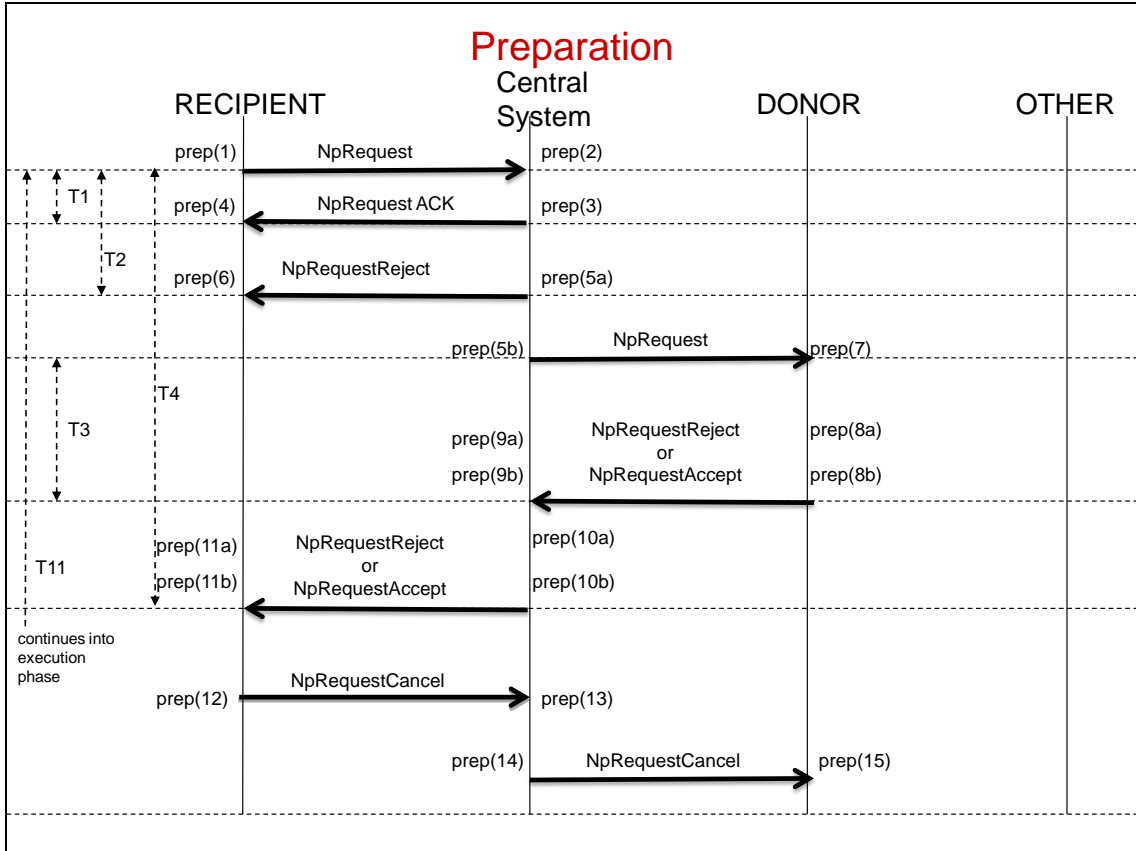 Preparation
Central
System
RECIPIENT
DONOR
OTHER
prep(1)
NpRequest
prep(2)
T1
prep(4)
NpRequest ACK
prep(3)
T2
prep(6)
NpRequestReject
prep(5a)
prep(5b)
NpRequest
prep(7)
T4
T3
prep(9a)
NpRequestReject
or
NpRequestAccept
prep(8a)
prep(9b)
prep(8b)
prep(11a)
NpRequestReject
or
NpRequestAccept
prep(10a)
T11
prep(11b)
prep(10b)
continues into
execution
phase
prep(12)
NpRequestCancel
prep(13)
prep(14)
NpRequestCancel
prep(15)